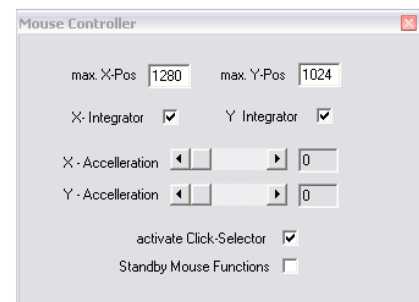 Mouse Controller
max. X-Pos 1280 max. Y-Pos 1024
X- Integrator Y Integrator
X - Accelleration 0
Y - Accelleration 0
activate Click-Selector
Standby Mouse Functions